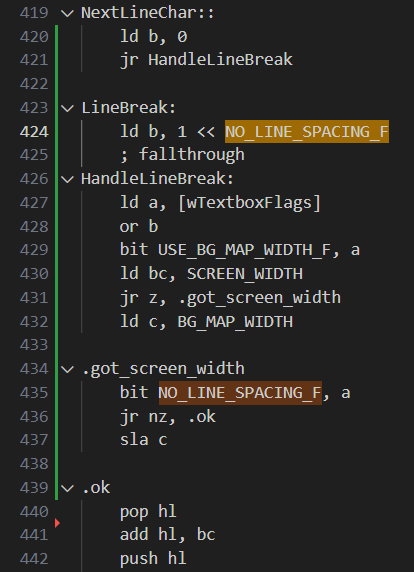 419 NextLineChar::
420     ld b, 0
421     jr HandleLineBreak
422
423 LineBreak:
424     ld b, 1 << NO_LINE_SPACING_F
425     ; fallthrough
426 HandleLineBreak:
427     ld a, [wTextboxFlags]
428     or b
429     bit USE_BG_MAP_WIDTH_F, a
430     ld bc, SCREEN_WIDTH
431     jr z, .got_screen_width
432     ld c, BG_MAP_WIDTH
433
434 .got_screen_width
435     bit NO_LINE_SPACING_F, a
436     jr nz, .ok
437     sla c
438
439 .ok
440     pop hl
441     add hl, bc
442     push hl